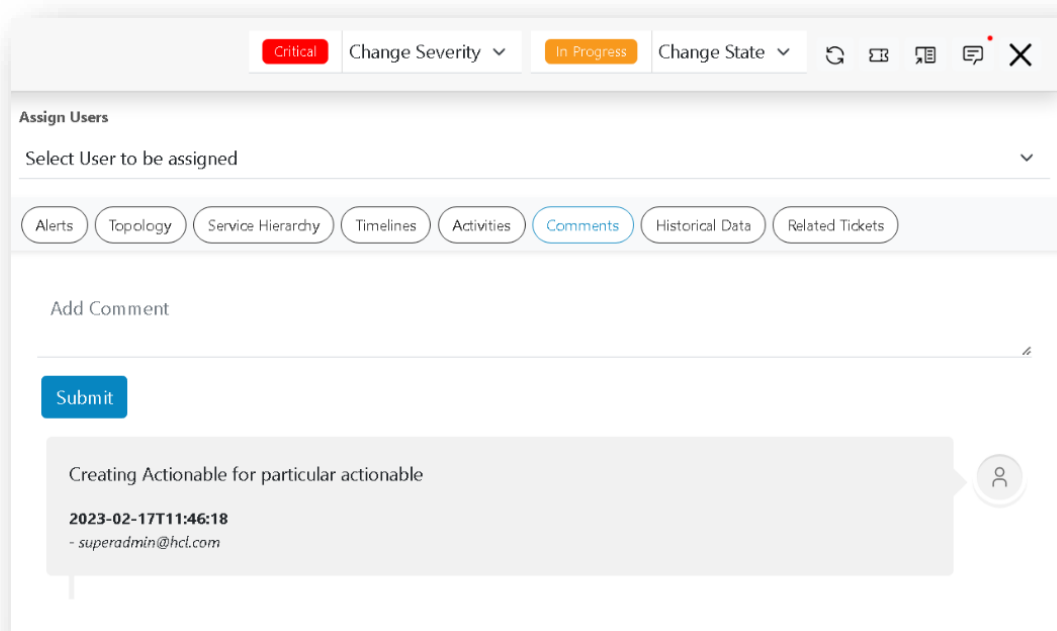 Critical Change Severity In Progress Change State
Assign Users
Select User to be assigned
Alerts Topology Service Hierarchy Timelines Activities Comments Historical Data Related Tickets
Add Comment
Submit
Creating Actionable for particular actionable
2023-02-17T11:46:18
- superadmin@hcl.com